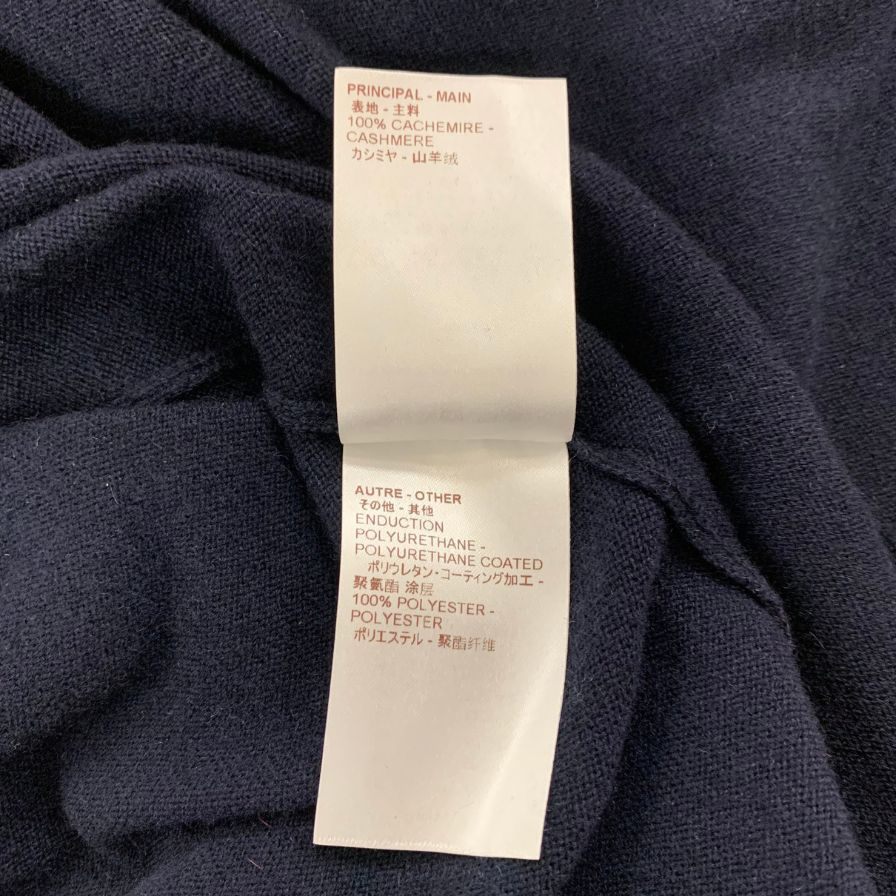 PRINCIPAL - MAIN
表地 - 主料
100% CACHEMIRE -
CASHMERE
カシミヤ - 山羊绒
AUTRE - OTHER
その他 - 其他
ENDUCTION
POLYURETHANE -
POLYURETHANE COATED
ポリウレタン・コーティング加工 -
聚氨酯 涂层
100% POLYESTER -
POLYESTER
ポリエステル - 聚酯纤维